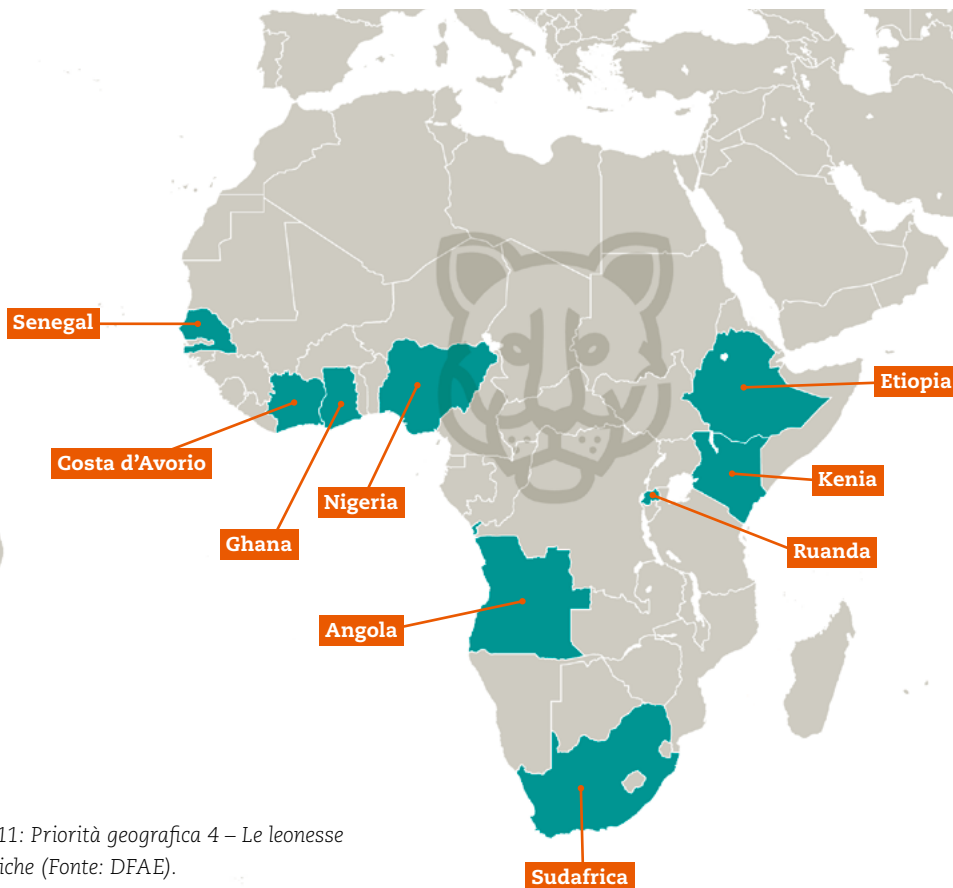 Senegal
Etiopia
Costa d'Avorio
Kenia
Nigeria
Ghana
Ruanda
Angola
11: Priorità geografica 4 – Le leonesse
iche (Fonte: DFAE).
Sudafrica